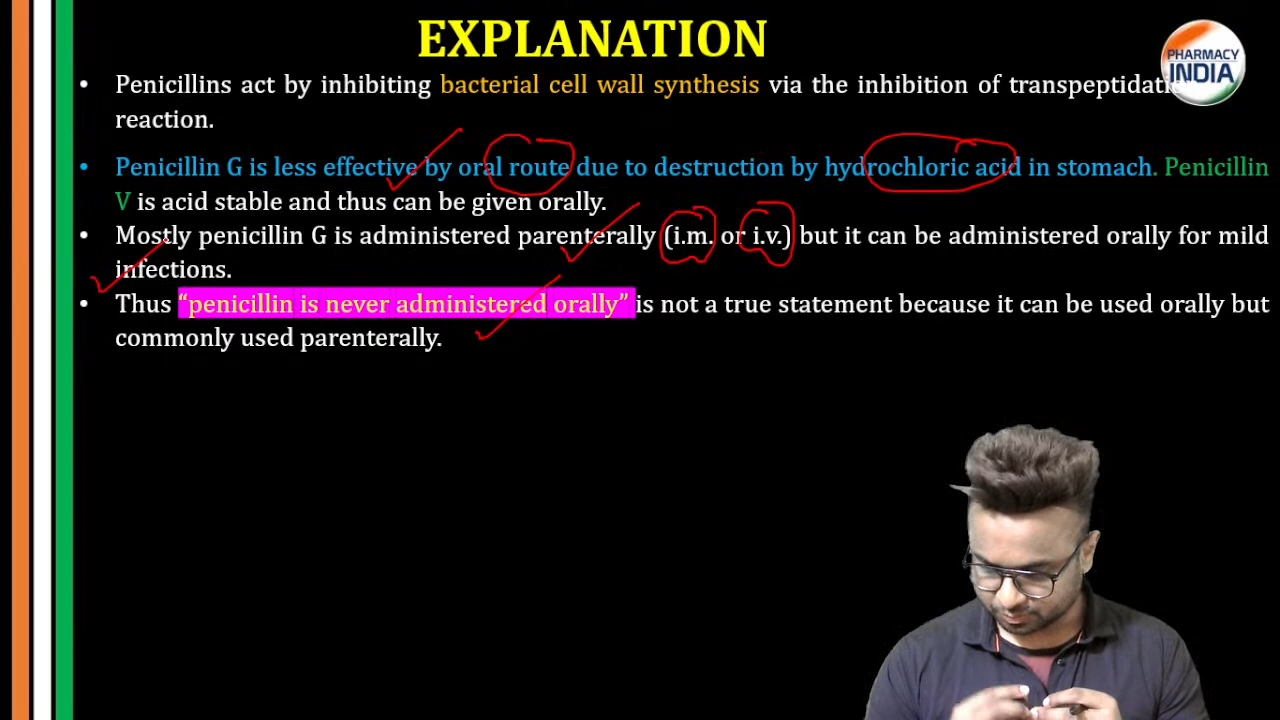 EXPLANATION
PHARMACY
INDIA
• Penicillins act by inhibiting bacterial cell wall synthesis via the inhibition of
reaction.
• Penicillin G is less effective by oral route due to destruction by hydrochloric acid in stomach. Penicillin
V is acid stable and thus can be given orally.
• Mostly penicillin G is administered parenterally (i.m. or i.v.) but it can be administered orally for mild
infections.
• Thus “penicillin is never administered orally” is not a true statement because it can be used orally but
commonly used parenterally.